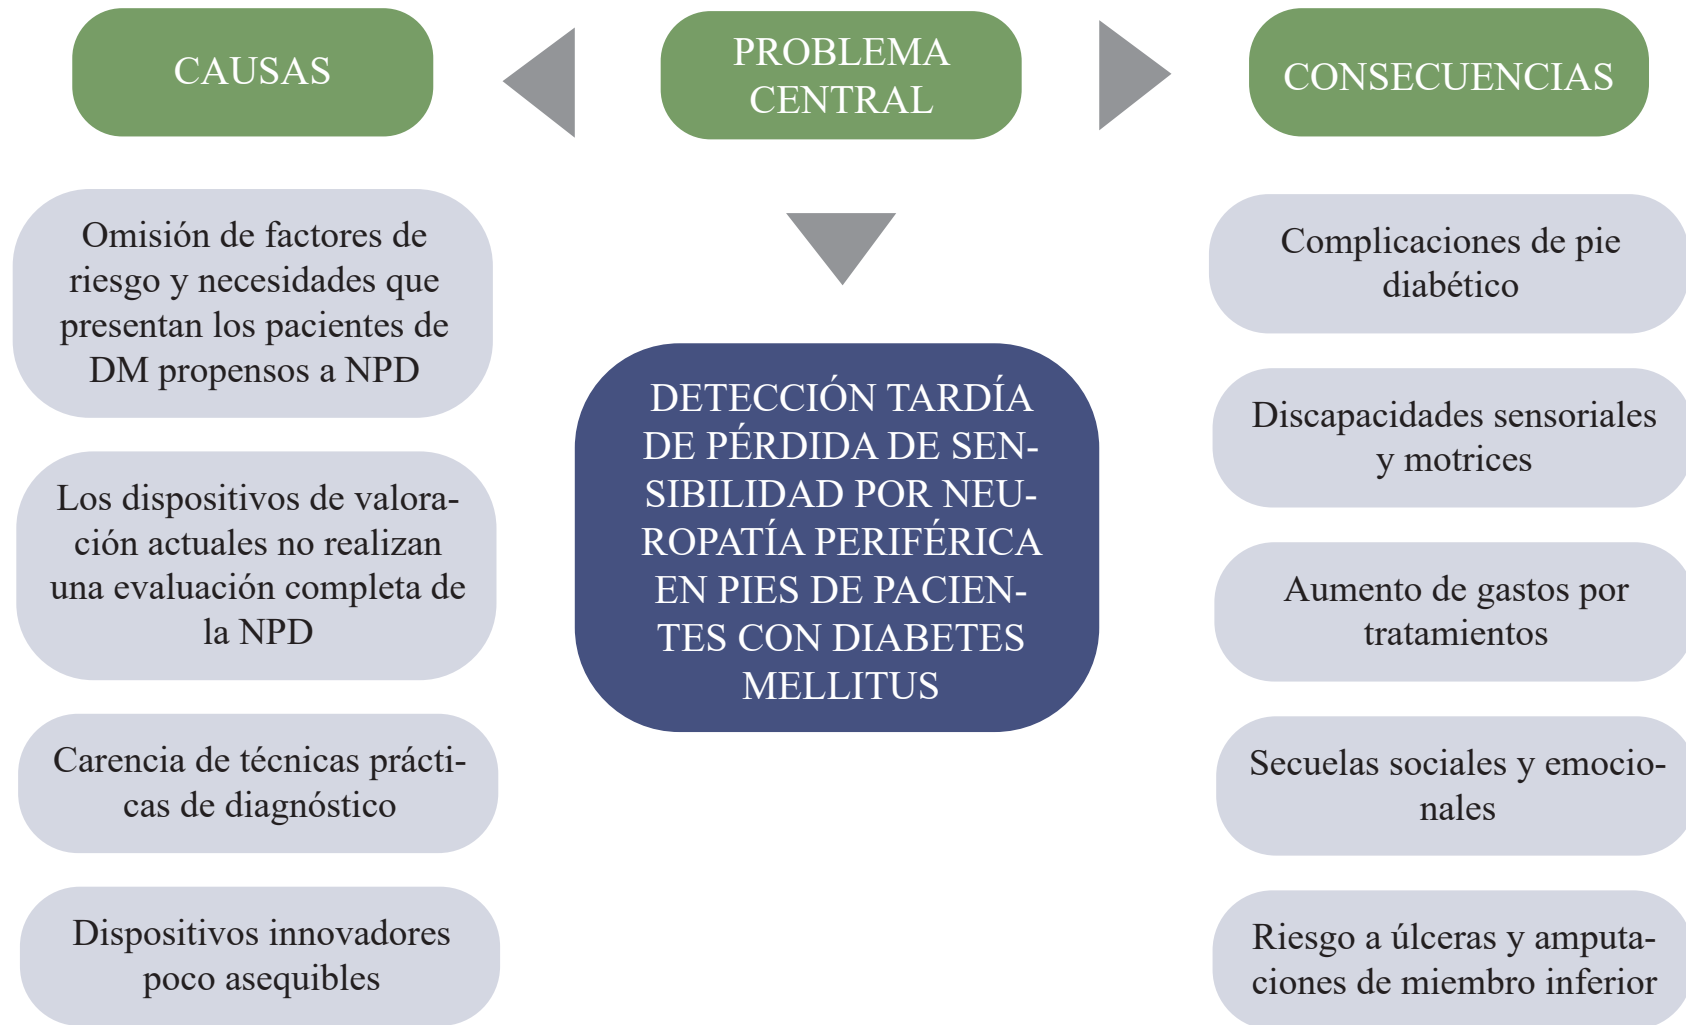 CAUSAS
PROBLEMA
CENTRAL
CONSECUENCIAS
Omisión de factores de
riesgo y necesidades que
presentan los pacientes de
DM propensos a NPD
Los dispositivos de valora-
ción actuales no realizan
una evaluación completa de
la NPD
Carencia de técnicas prácti-
cas de diagnóstico
Dispositivos innovadores
poco asequibles
DETECCIÓN TARDÍA
DE PÉRDIDA DE SEN-
SIBILIDAD POR NEU-
ROPATÍA PERIFÉRICA
EN PIES DE PACIEN-
TES CON DIABETES
MELLITUS
Complicaciones de pie
diabético
Discapacidades sensoriales
y motrices
Aumento de gastos por
tratamientos
Secuelas sociales y emocio-
nales
Riesgo a úlceras y amputa-
ciones de miembro inferior